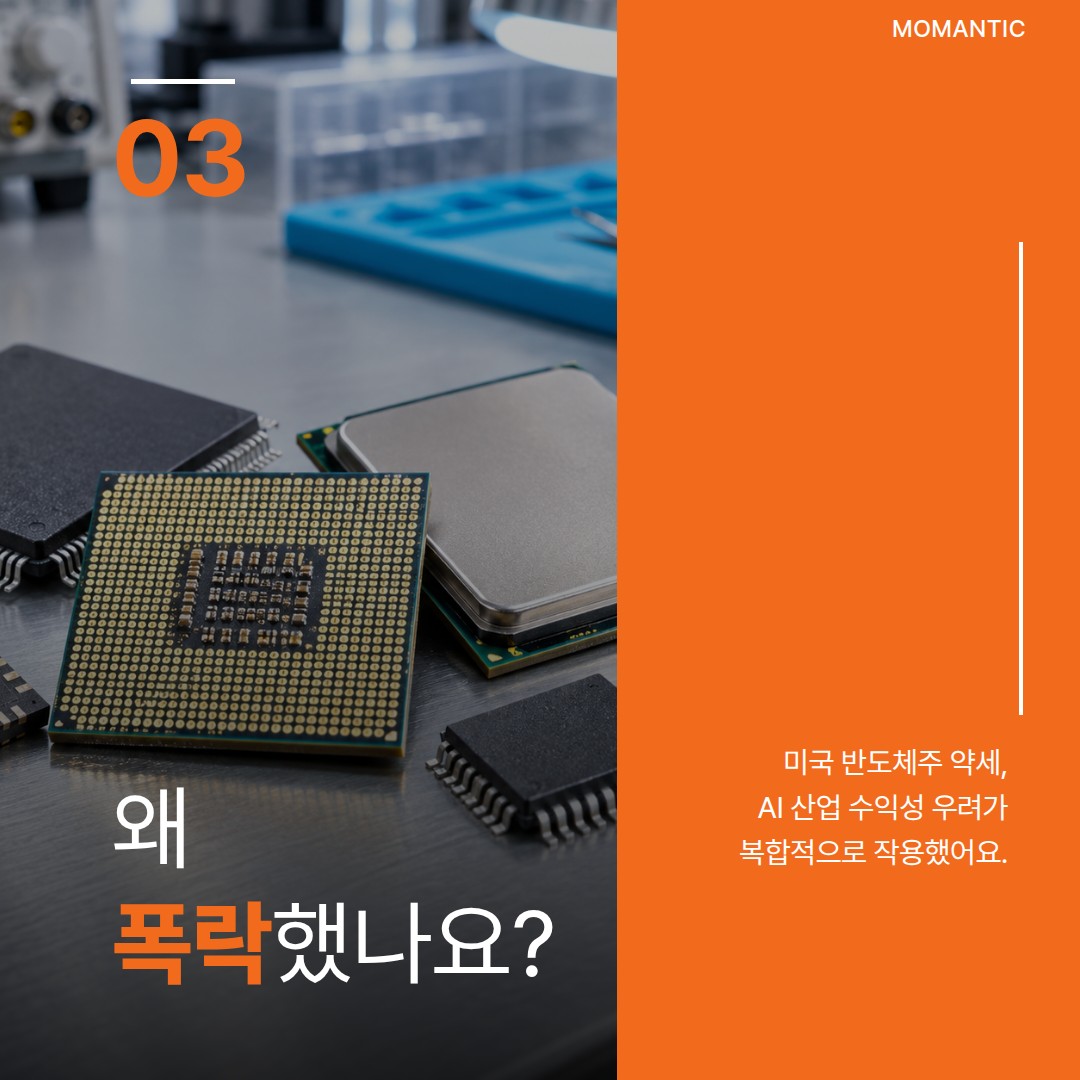 MOMANTIC
03
왜
폭락했나요?
미국 반도체주 약세,
AI 산업 수익성 우려가
복합적으로 작용했어요.